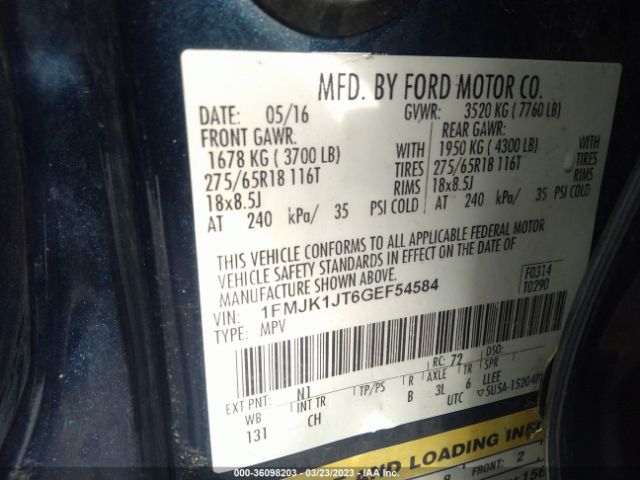 MFD. BY FORD MOTOR CO.
DATE: 05/16 GVWR: 3520 KG ( 7760 LB)
FRONT GAWR: REAR GAWR:
1678 KG ( 3700 LB) WITH 1950 KG ( 4300 LB) WITH
275/65R18 116T TIRES 275/65R18 116T TIRES
18x8.5J RIMS 18x8.5J RIMS
AT 240 kPa/ 35 PSI COLD AT 240 kPa/ 35 PSI COLD
THIS VEHICLE CONFORMS TO ALL APPLICABLE FEDERAL MOTOR
VEHICLE SAFETY STANDARDS IN EFFECT ON THE DATE OF
MANUFACTURE SHOWN ABOVE.
VIN: 1FMJK1JT6GEF54584
TYPE: MPV
F0314
T0290
EXT PNT: N1 RC: 72 DSO:
WB INT TR TP/PS R AXLE TR SPR
131 CH B 3L 6 LLEE
UTC
LOADING
FRONT: 2
000-36098203 - 03/23/2023 - IAA Inc.